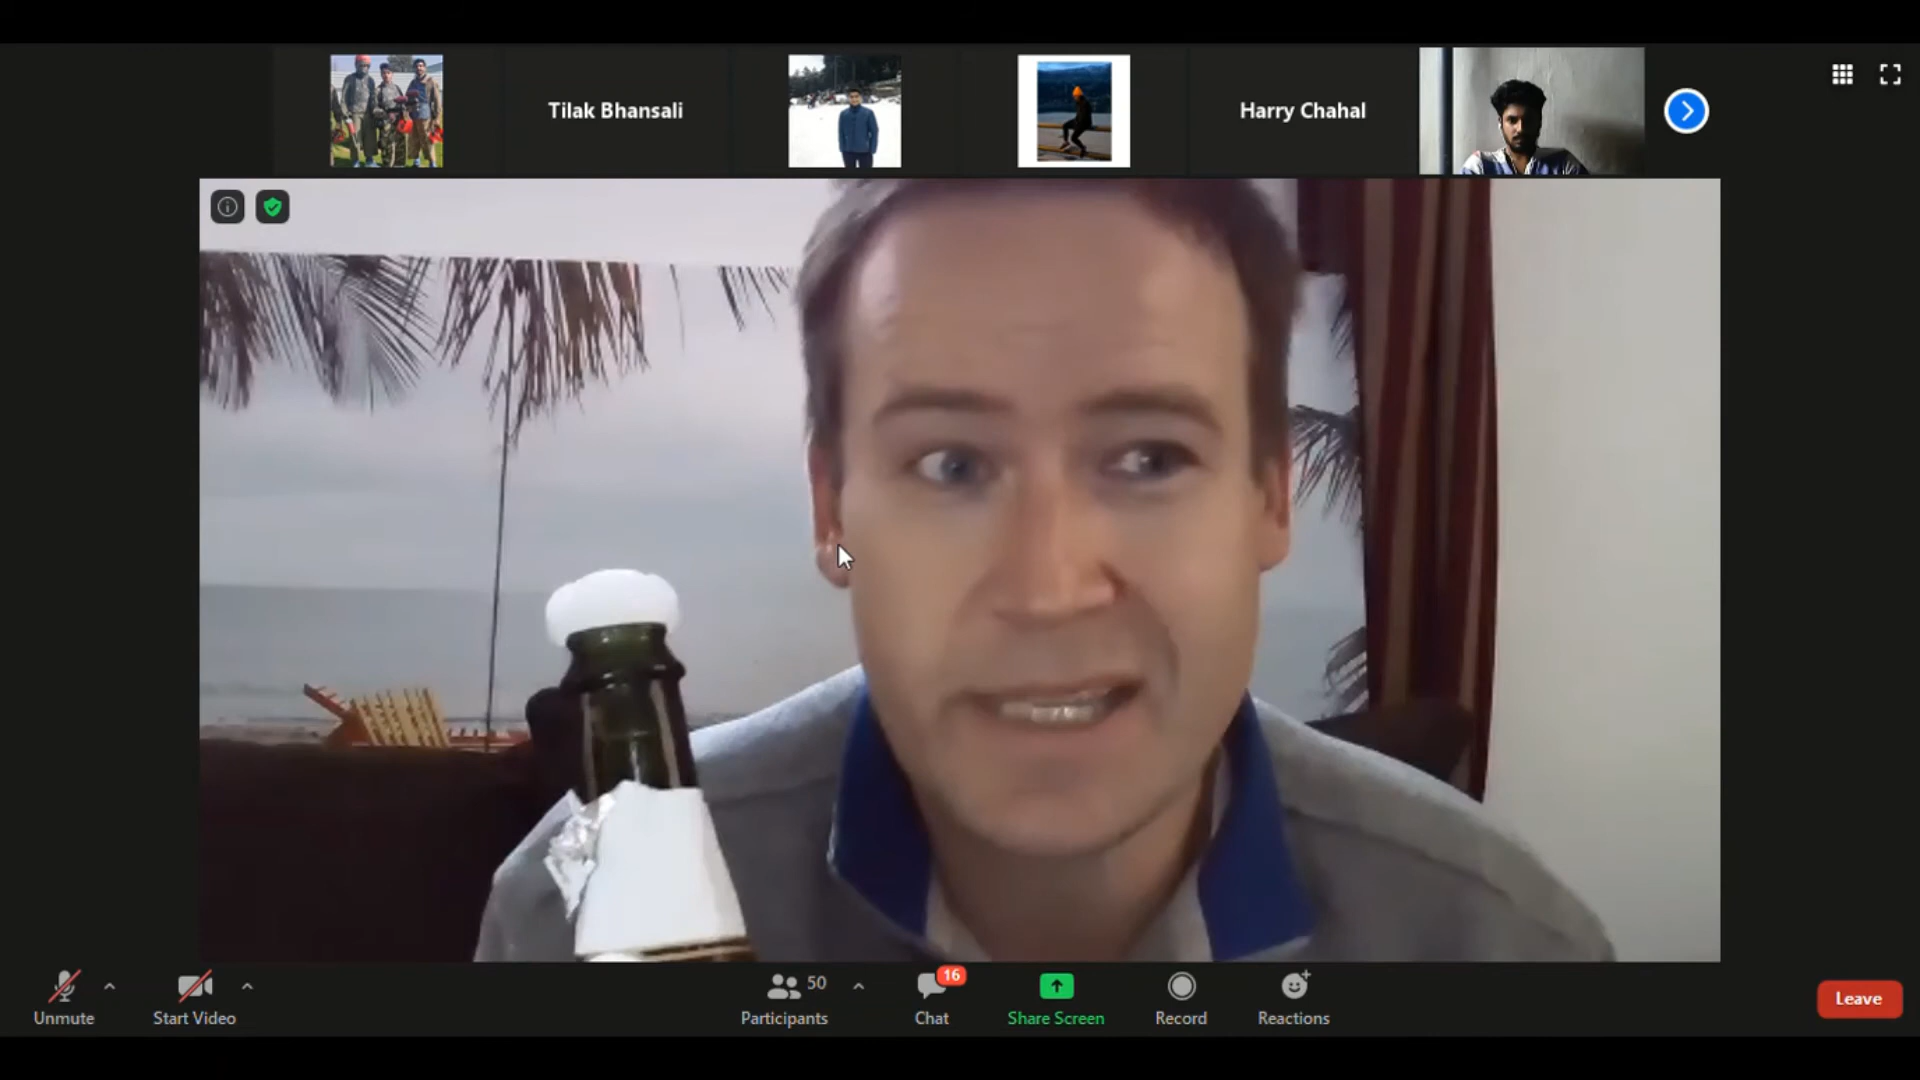 Tilak Bhansali
Harry Chahal
Unmute
Start Video
50
Participants
16
Chat
Share Screen
Record
Reactions
Leave